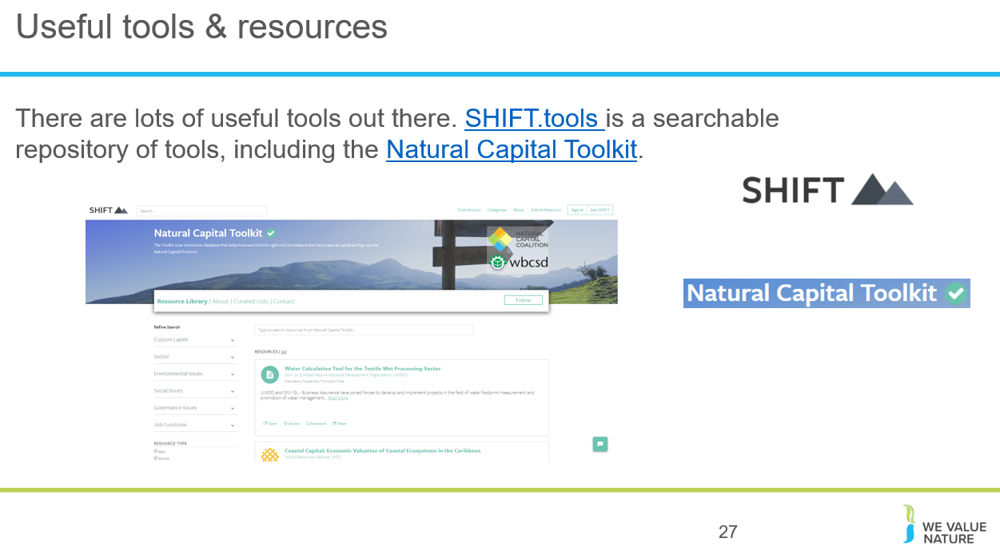 Useful tools & resources
There are lots of useful tools out there. SHIFT.tools is a searchable
repository of tools, including the Natural Capital Toolkit.
SHIFT
SHIFT
Search...
Contributors Categories About Submit Resource Sign in Join SHIFT
Natural Capital Toolkit
The Toolkit is an interactive database that helps business find the right tool to measure and value natural capital as they use the
Natural Capital Protocol.
NATURAL
CAPITAL
COALITION
wbcsd
Natural Capital Toolkit
Resource Library | About | Curated Lists | Contact
Follow
Refine Search
Custom Labels
Sector
Environmental Issues
Social Issues
Governance Issues
Job Functions
RESOURCE TYPE
App
Article
Type to search resources from Natural Capital Toolkit...
RESOURCES
Water Calculation Tool for the Textile Wet Processing Sector
DNV GL | United Nations Industrial Development Organization (UNIDO)
Calculator | Equations / Formula | Free
UNIDO and DNV GL - Business Assurance have joined forces to develop and implement projects in the field of water footprint measurement and
promotion of water management... Read More
Open Review Bookmark Share
Coastal Capital: Economic Valuation of Coastal Ecosystems in the Caribbean
World Resources Institute (WRI)
27
WE VALUE
NATURE